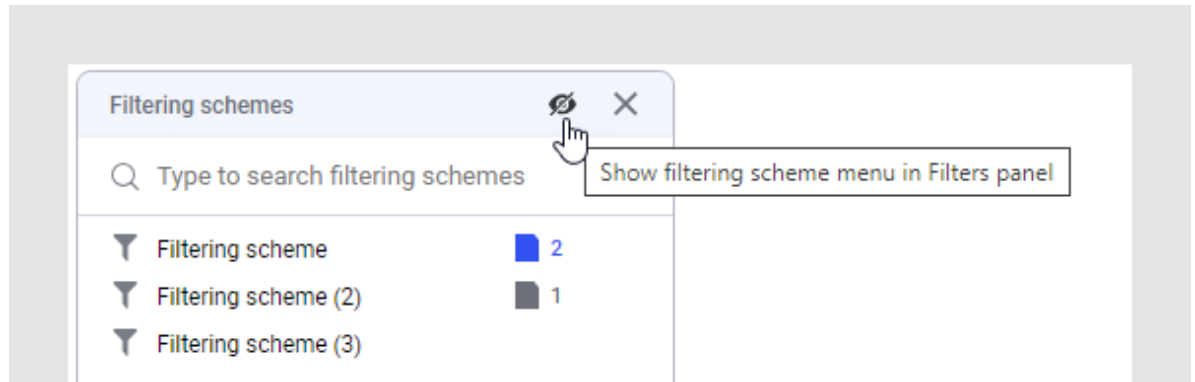 Filtering schemes
Type to search filtering schemes
Show filtering scheme menu in Filters panel
Filtering scheme 2
Filtering scheme (2) 1
Filtering scheme (3)